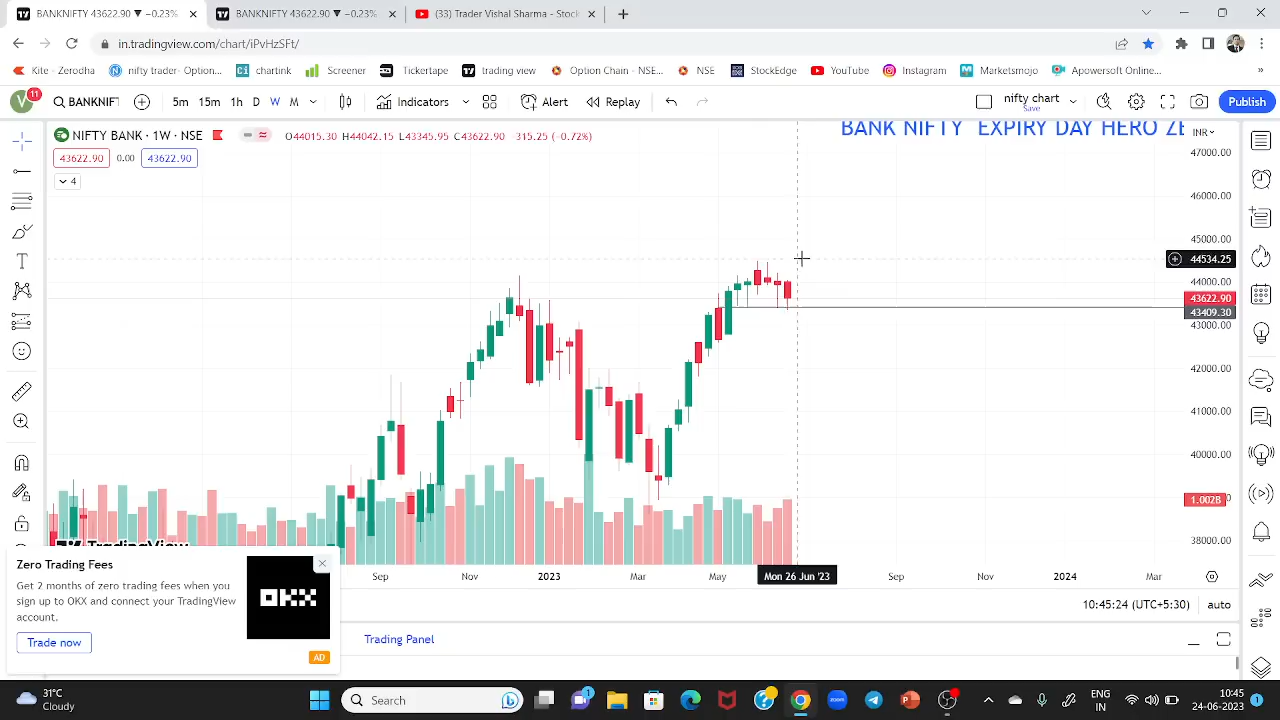 BANKNIFTY 43622.90 ▼ −0.23%
BANKNIFTY 43622.90 ▼ −0.23%
(33) Trader Vishal Sharma - Stock
in.tradingview.com/chart/iPvHzSFt/
Kite - Zerodha
nifty trader- Option...
chartink
Screener
Tickertape
trading view
Option Chain - NSE...
NSE
StockEdge
YouTube
Instagram
Marketsmojo
Apowersoft Online...
»
V 11
BANKNIFT
5m 15m 1h D W M
Indicators
Alert
Replay
nifty chart
Save
Publish
NIFTY BANK · 1W · NSE
O44015.30 H44042.15 L43345.95 C43622.90 −315.25 (−0.72%)
BANK NIFTY EXPIRY DAY HERO ZE
INR
43622.90 0.00 43622.90
4
47000.00
46000.00
45000.00
44534.25
44000.00
43622.90
43409.30
43000.00
42000.00
41000.00
40000.00
1.002B
38000.00
TradingView
Sep Nov 2023 Mar May Mon 26 Jun '23 Sep Nov 2024 Mar
10:45:24 (UTC+5:30) auto
Trading Panel
Zero Trading Fees
Get 2 months of zero trading fees when you
sign up to OKX and connect your TradingView
account.
Trade now
OKX
AD
31°C
Cloudy
Search
1
zoom
ENG
IN
10:45
24-06-2023
1